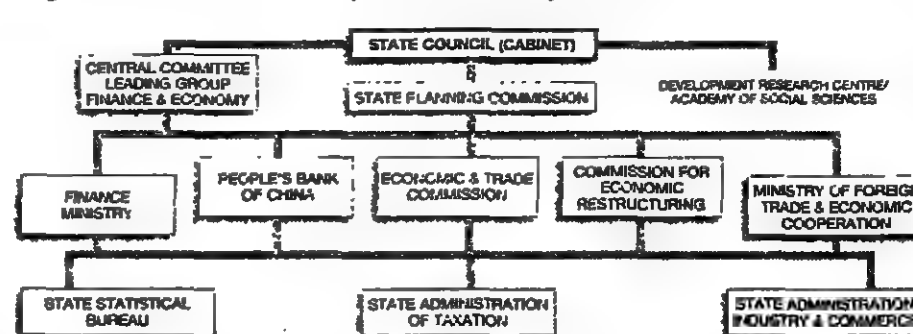 STATE COUNCIL (CABINET)
CENTRAL COMMITTEE
LEADING GROUP
FINANCE & ECONOMY
STATE PLANNING COMMISSION
DEVELOPMENT RESEARCH CENTRE/
ACADEMY OF SOCIAL SCIENCES
FINANCE
MINISTRY
PEOPLE'S BANK
OF CHINA
ECONOMIC & TRADE
COMMISSION
COMMISSION FOR
ECONOMIC
RESTRUCTURING
MINISTRY OF FOREIG
TRADE & ECONOMIC
COOPERATION
STATE STATISTICAL
BUREAU
STATE ADMINISTRATION
OF TAXATION
STATE ADMINISTRATION
INDUSTRY & COMMERCE